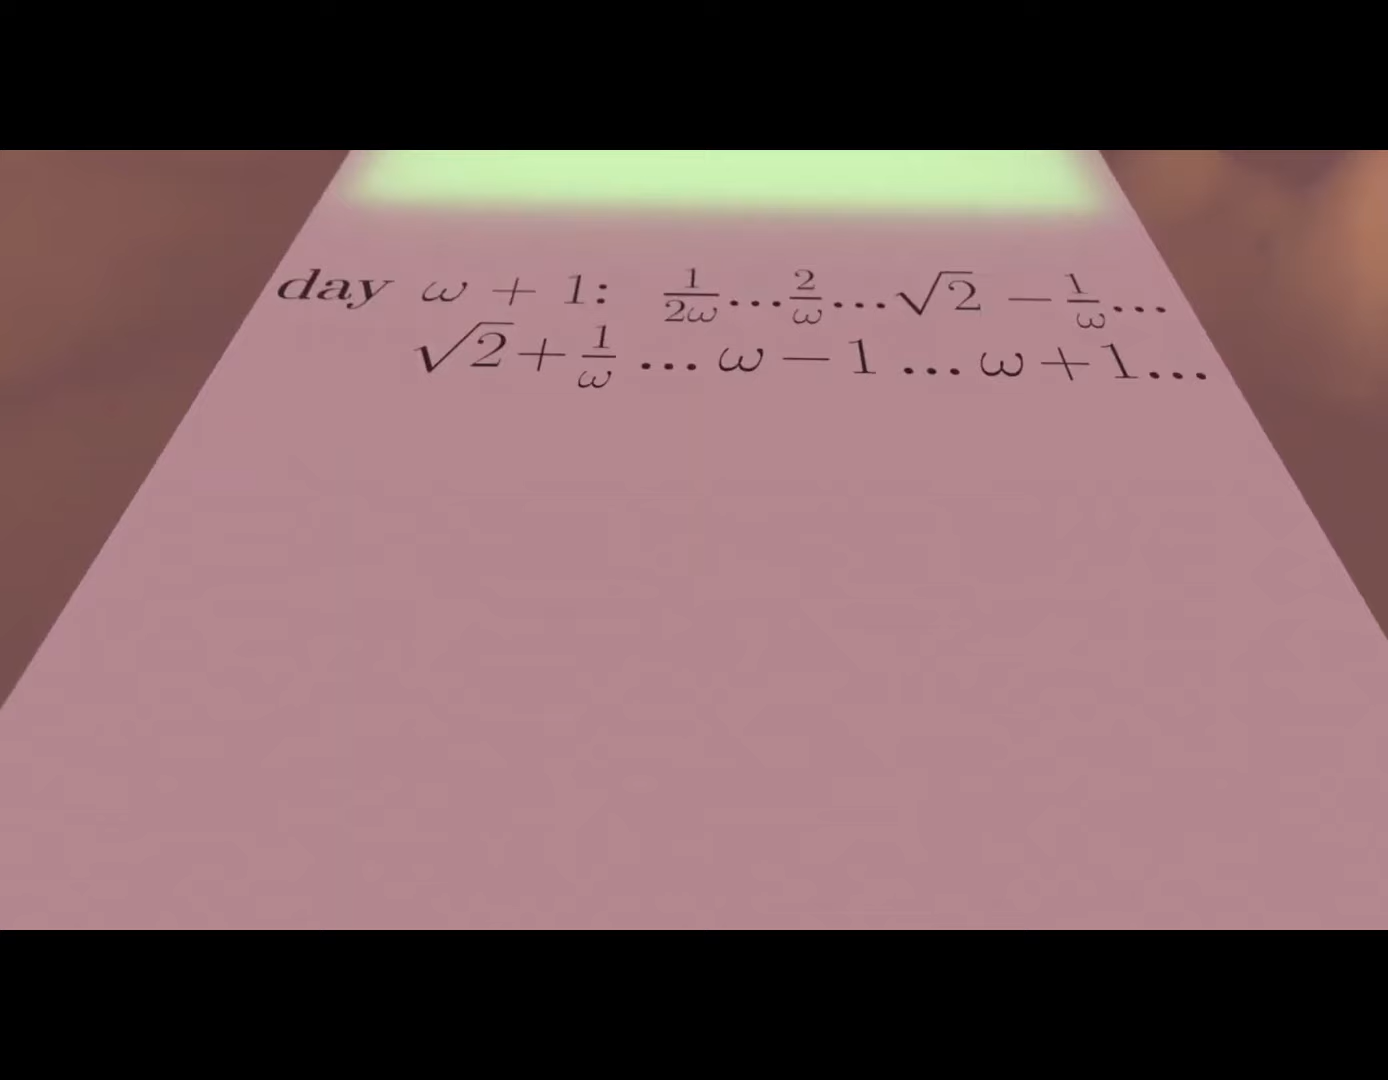 day ω + 1: 1/2ω...2/ω...√2 − 1/ω...
√2 + 1/ω ... ω − 1 ... ω + 1...